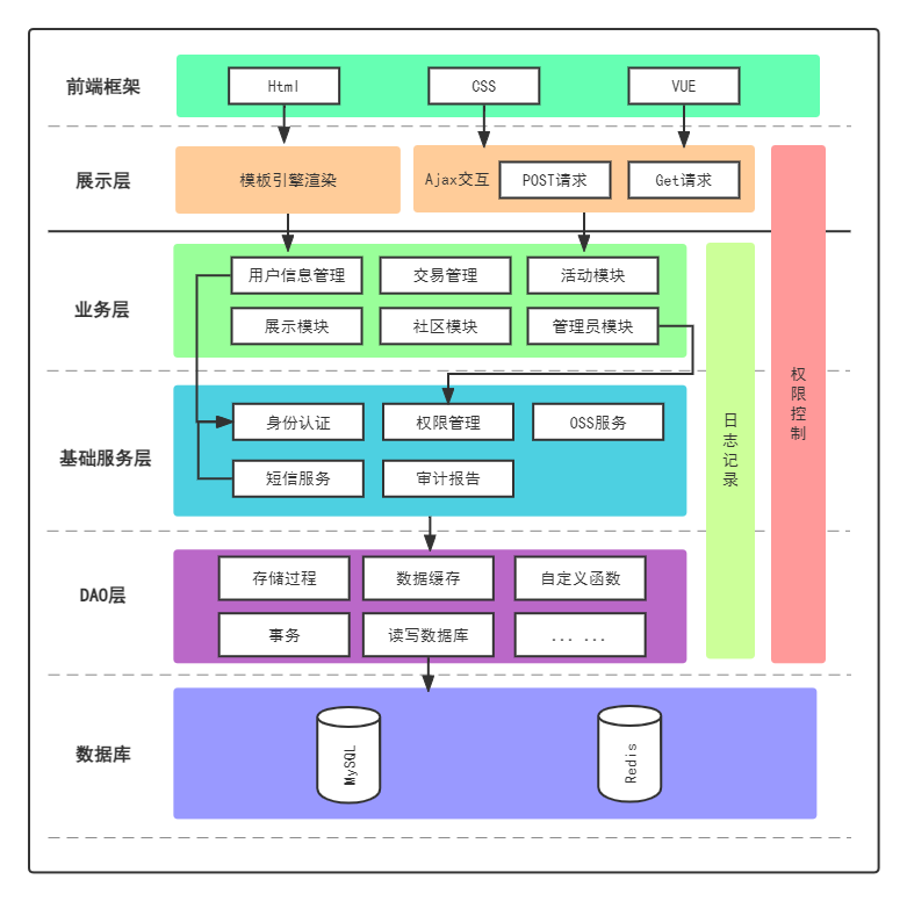 前端框架
Html
CSS
VUE
展示层
模板引擎渲染
Ajax交互
POST请求
Get请求
业务层
用户信息管理
交易管理
活动模块
展示模块
社区模块
管理员模块
基础服务层
身份认证
权限管理
OSS服务
短信服务
审计报告
日志记录
权限控制
DAO层
存储过程
数据缓存
自定义函数
事务
读写数据库
... ...
数据库
MySQL
Redis